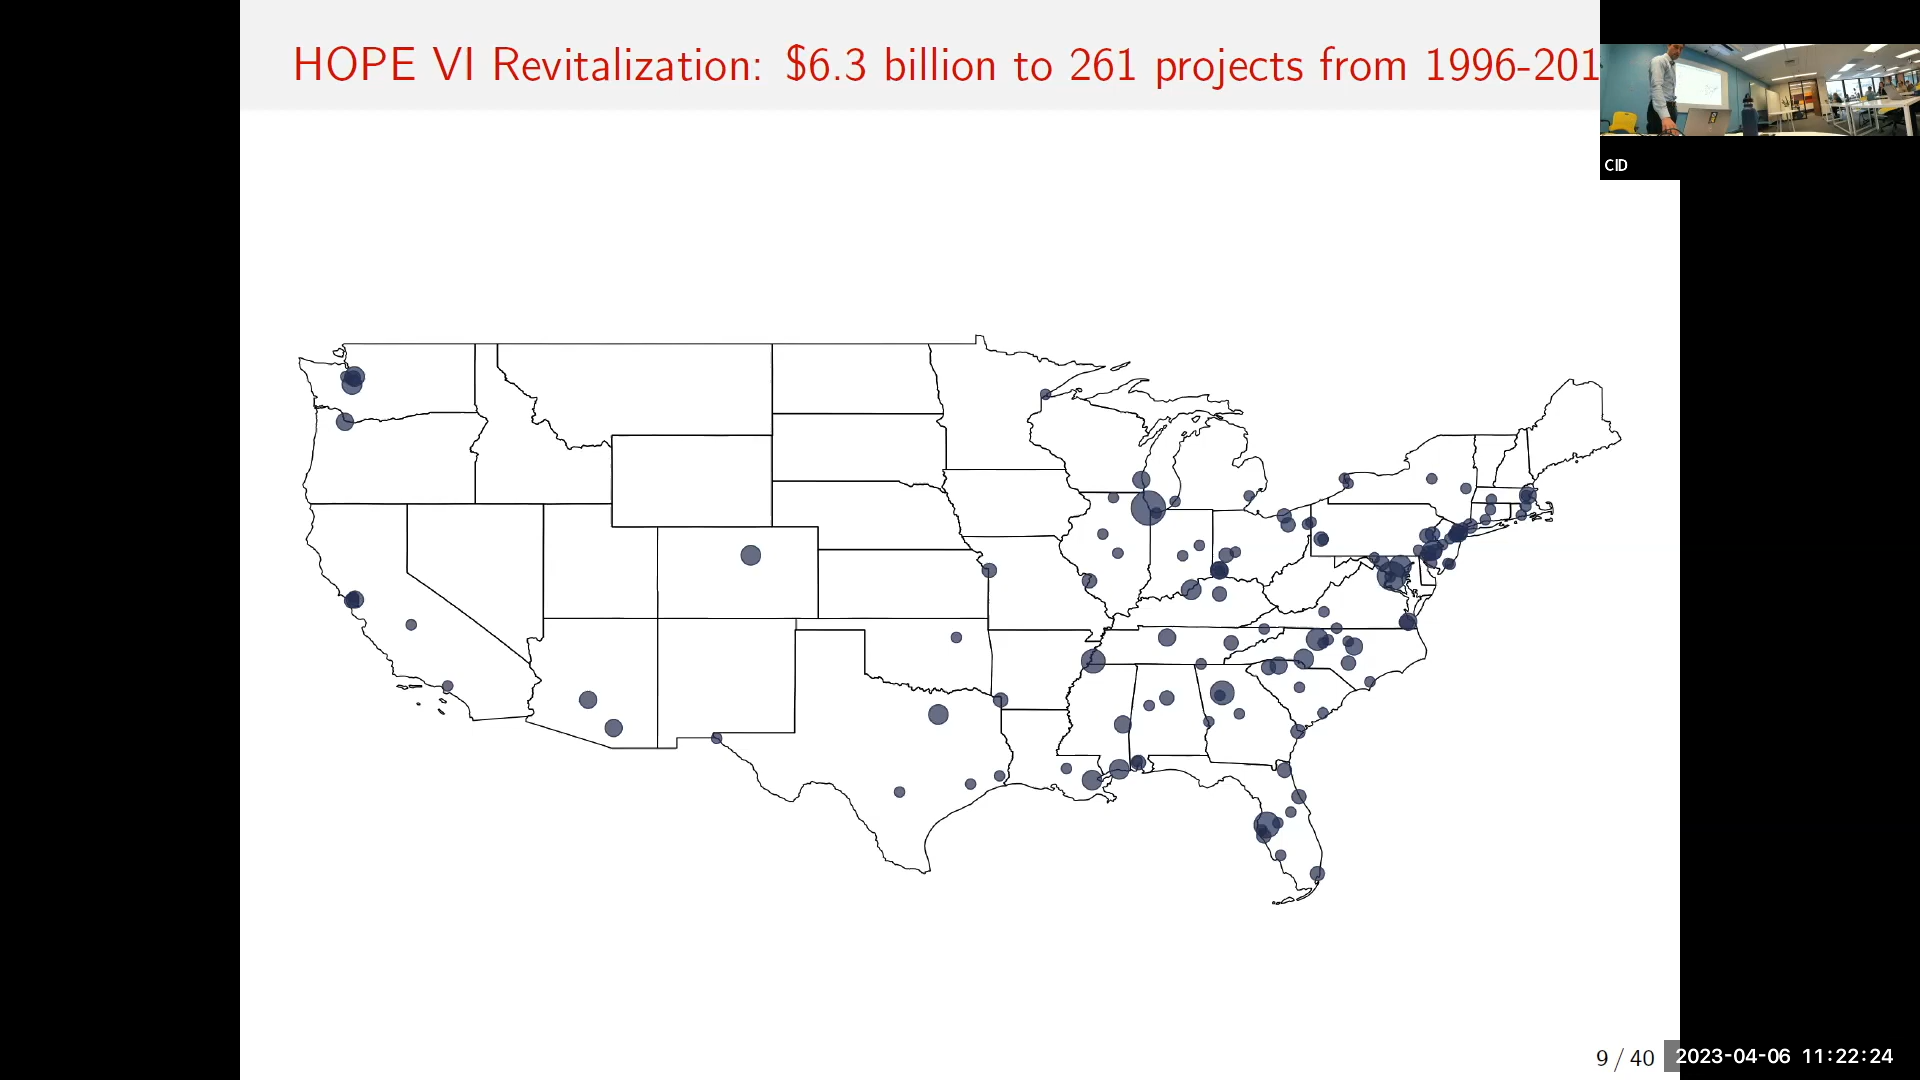 HOPE VI Revitalization: $6.3 billion to 261 projects from 1996-201
CID
9 / 40
2023-04-06 11:22:24